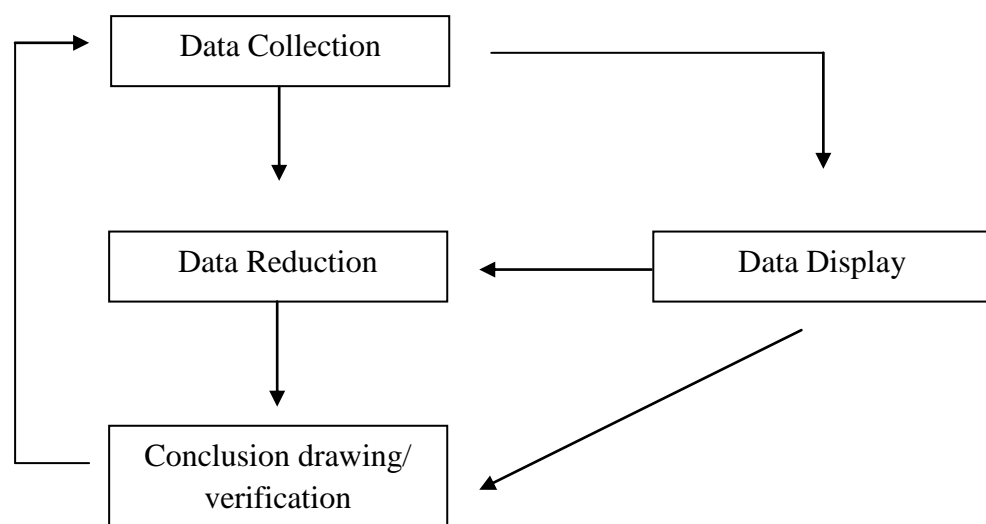 Data Collection
Data Reduction
Data Display
Conclusion drawing/
verification